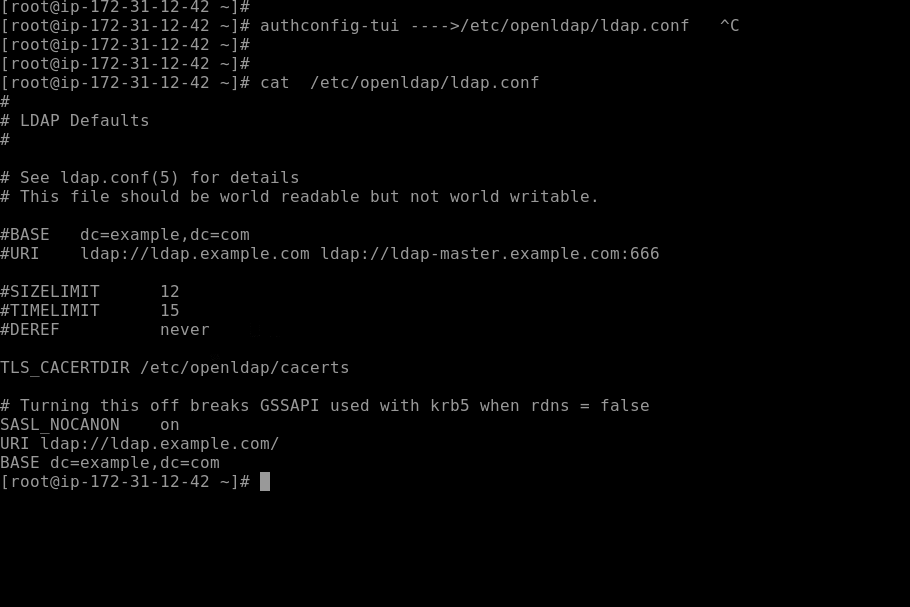 [root@ip-172-31-12-42 ~]#
[root@ip-172-31-12-42 ~]# authconfig-tui ---->/etc/openldap/ldap.conf   ^C
[root@ip-172-31-12-42 ~]#
[root@ip-172-31-12-42 ~]#
[root@ip-172-31-12-42 ~]# cat  /etc/openldap/ldap.conf
#
# LDAP Defaults
#

# See ldap.conf(5) for details
# This file should be world readable but not world writable.

#BASE   dc=example,dc=com
#URI    ldap://ldap.example.com ldap://ldap-master.example.com:666

#SIZELIMIT      12
#TIMELIMIT      15
#DEREF          never

TLS_CACERTDIR /etc/openldap/cacerts

# Turning this off breaks GSSAPI used with krb5 when rdns = false
SASL_NOCANON    on
URI ldap://ldap.example.com/
BASE dc=example,dc=com
[root@ip-172-31-12-42 ~]#